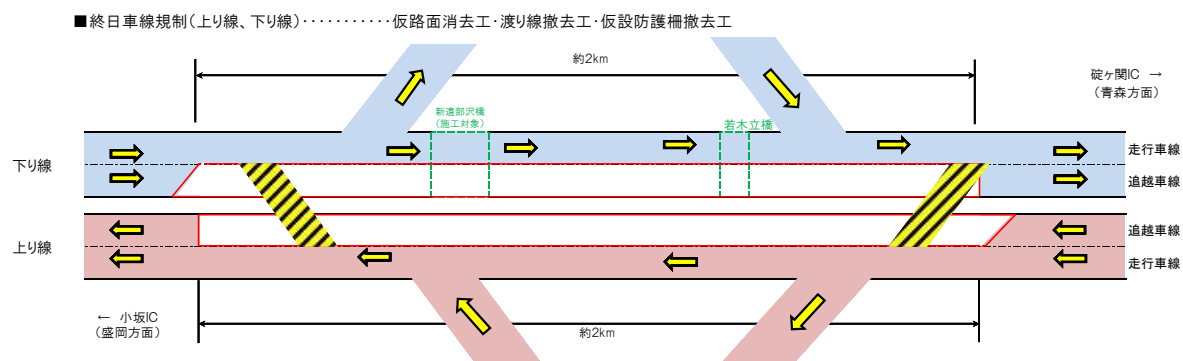 ■終日車線規制(上り線、下り線)‥‥‥‥‥‥仮路面消去工・渡り線撤去工・仮設防護柵撤去工
約2km
碇ヶ関IC →
(青森方面)
新遠部沢橋
(施工対象)
若木立橋
下り線
走行車線
追越車線
上り線
追越車線
走行車線
← 小坂IC
(盛岡方面)
約2km